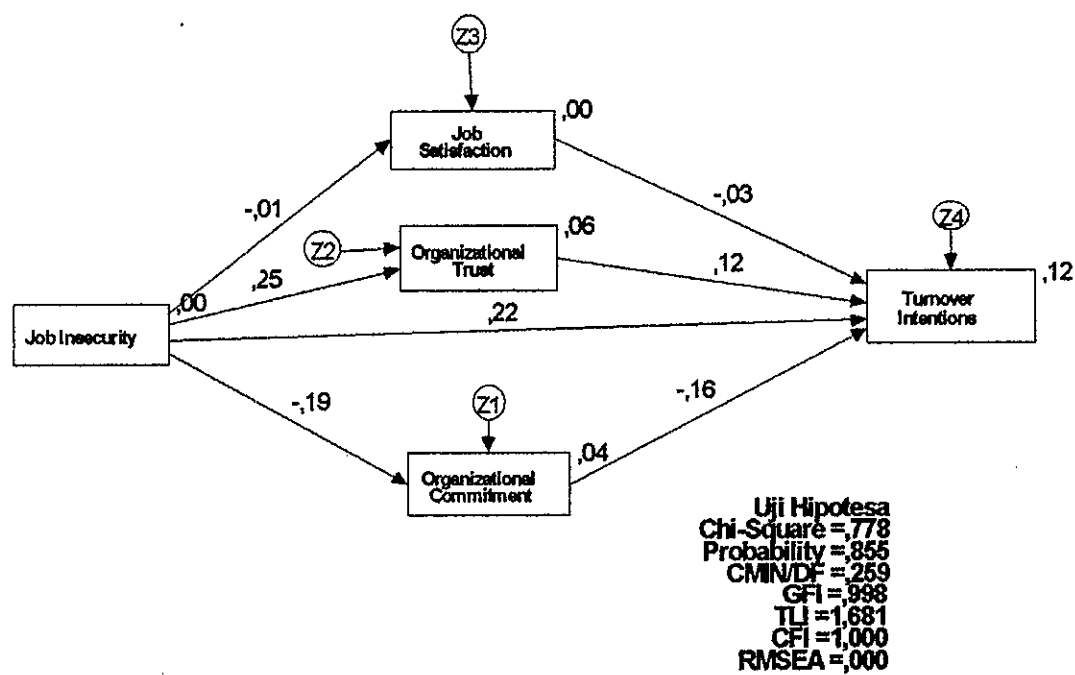 Z3
,00
Job
Satisfaction
-,01
-,03
Z2
,06
Organizational
Trust
Z4
,25
,12
,12
,00
Job Insecurity
,22
Turnover
Intentions
-,19
Z1
-,16
,04
Organizational
Commitment
Uji Hipotesa
Chi-Square =,778
Probability =,855
CMIN/DF =,259
GFI =,998
TLI =1,681
CFI =1,000
RMSEA =,000